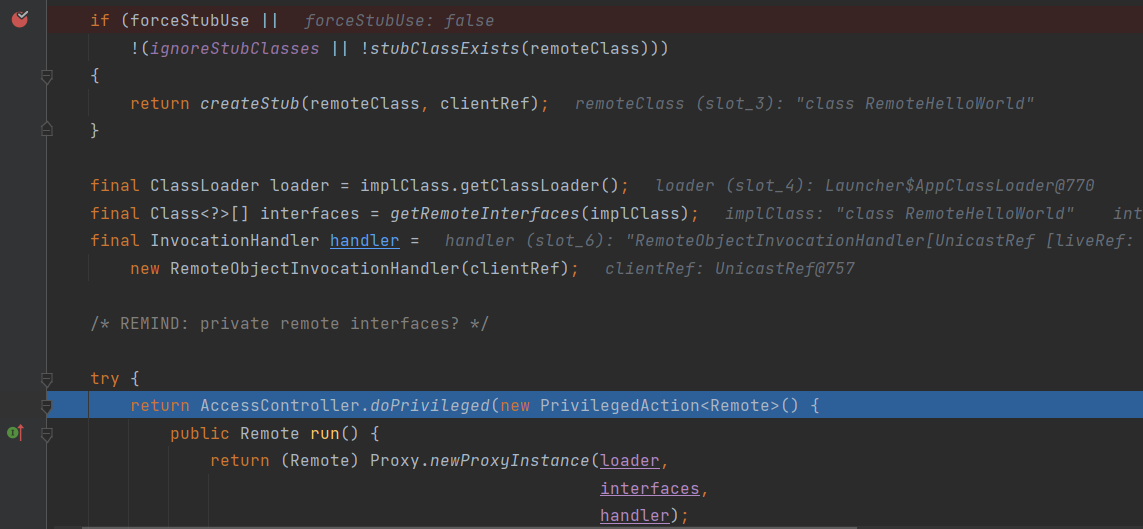 if (forceStubUse ||   forceStubUse: false
    !(ignoreStubClasses || !stubClassExists(remoteClass)))
{
    return createStub(remoteClass, clientRef);   remoteClass (slot_3): "class RemoteHelloWorld"
}
final ClassLoader loader = implClass.getClassLoader();   loader (slot_4): Launcher$AppClassLoader@770
final Class<?>[] interfaces = getRemoteInterfaces(implClass);   implClass: "class RemoteHelloWorld"    int
final InvocationHandler handler =   handler (slot_6): "RemoteObjectInvocationHandler[UnicastRef [liveRef:
    new RemoteObjectInvocationHandler(clientRef);   clientRef: UnicastRef@757
/* REMIND: private remote interfaces? */
try {
    return AccessController.doPrivileged(new PrivilegedAction<Remote>() {
        public Remote run() {
            return (Remote) Proxy.newProxyInstance(loader,
                                                   interfaces,
                                                   handler);